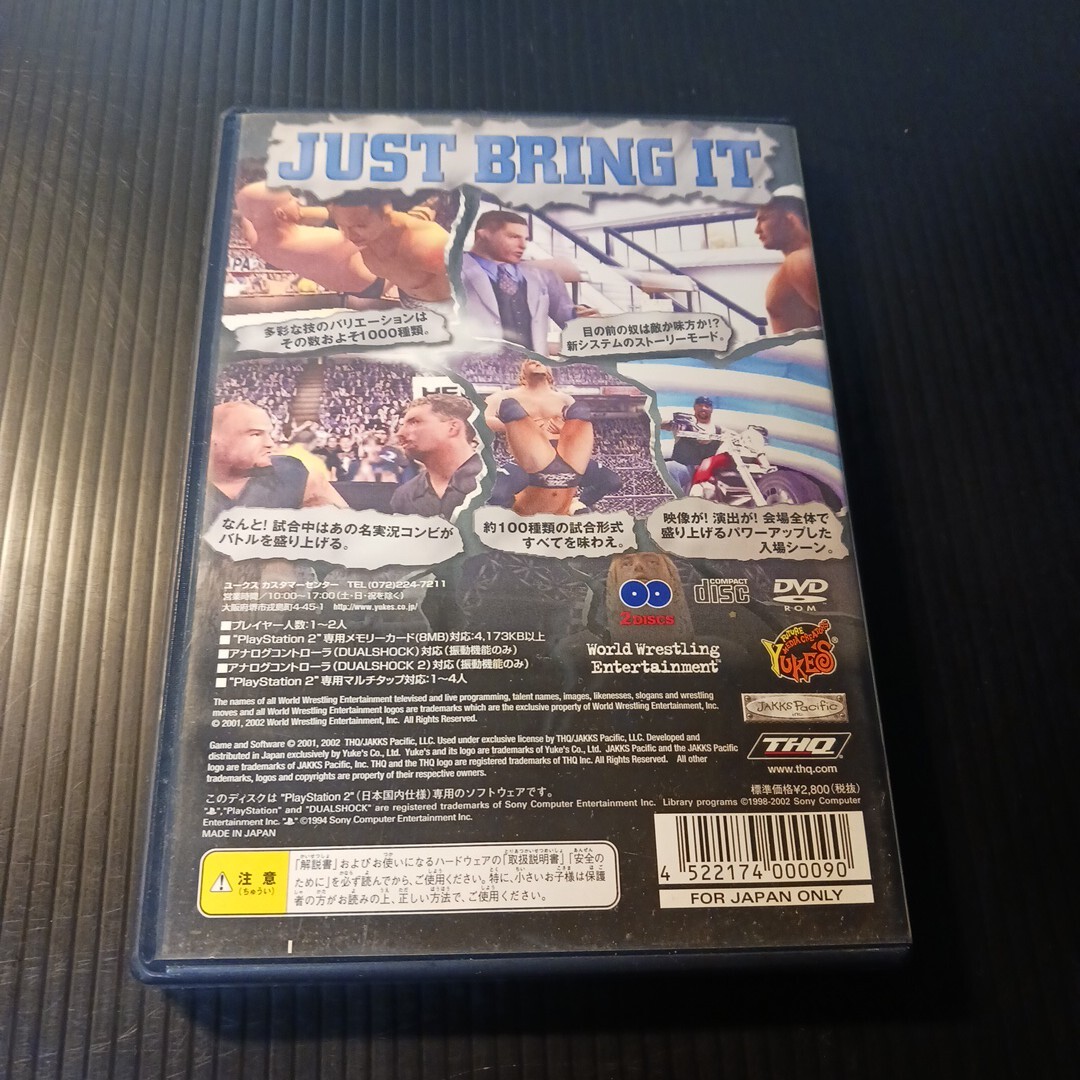 JUST BRING IT
多彩な技のバリエーションは
その数およそ1000種類。
目の前の奴は敵か味方か!?
新システムのストーリーモード。
なんと! 試合中はあの名実況コンビが
バトルを盛り上げる。
約100種類の試合形式
すべてを味わえ。
映像が! 演出が! 会場全体で
盛り上げるパワーアップした
入場シーン。
ユークス カスタマーセンター TEL(072)224-7211
営業時間/10:00〜17:00(土・日・祝を除く)
大阪府堺市戎島町4-45-1 http://www.yukes.co.jp/
2 DISCS
COMPACT
disc
DVD
ROM
■プレイヤー人数:1〜2人
■"PlayStation 2"専用メモリーカード(8MB)対応:4,173KB以上
■アナログコントローラ(DUALSHOCK)対応(振動機能のみ)
■アナログコントローラ(DUALSHOCK 2)対応(振動機能のみ)
■"PlayStation 2"専用マルチタップ対応:1〜4人
World Wrestling
Entertainment™
FUTURE
MEDIA CREATOR
YUKE'S
The names of all World Wrestling Entertainment televised and live programming, talent names, images, likenesses, slogans and wrestling
moves and all World Wrestling Entertainment logos are trademarks which are the exclusive property of World Wrestling Entertainment, Inc.
© 2001, 2002 World Wrestling Entertainment, Inc. All Rights Reserved.
JAKKS Pacific
Game and Software © 2001, 2002 THQ/JAKKS Pacific, LLC. Used under exclusive license by THQ/JAKKS Pacific, LLC. Developed and
distributed in Japan exclusively by Yuke's Co., Ltd. Yuke's and its logo are trademarks of Yuke's Co., Ltd. JAKKS Pacific and the JAKKS Pacific
logo are trademarks of JAKKS Pacific, Inc. THQ and the THQ logo are registered trademarks of THQ Inc. All Rights Reserved. All other
trademarks, logos and copyrights are property of their respective owners.
THQ
www.thq.com
このディスクは "PlayStation 2"(日本国内仕様)専用のソフトウェアです。
標準価格¥2,800(税抜)
"","PlayStation" and "DUALSHOCK" are registered trademarks of Sony Computer Entertainment Inc. Library programs ©1998-2002 Sony Computer
Entertainment Inc. "" ©1994 Sony Computer Entertainment Inc.
MADE IN JAPAN
注意
(ちゅうい)
「解説書」およびお使いになるハードウェアの「取扱説明書」「安全の
ために」を必ず読んでから、ご使用ください。特に、小さいお子様は保護
者の方がお読みの上、正しい方法で、ご使用ください。
4 522174 000090
FOR JAPAN ONLY